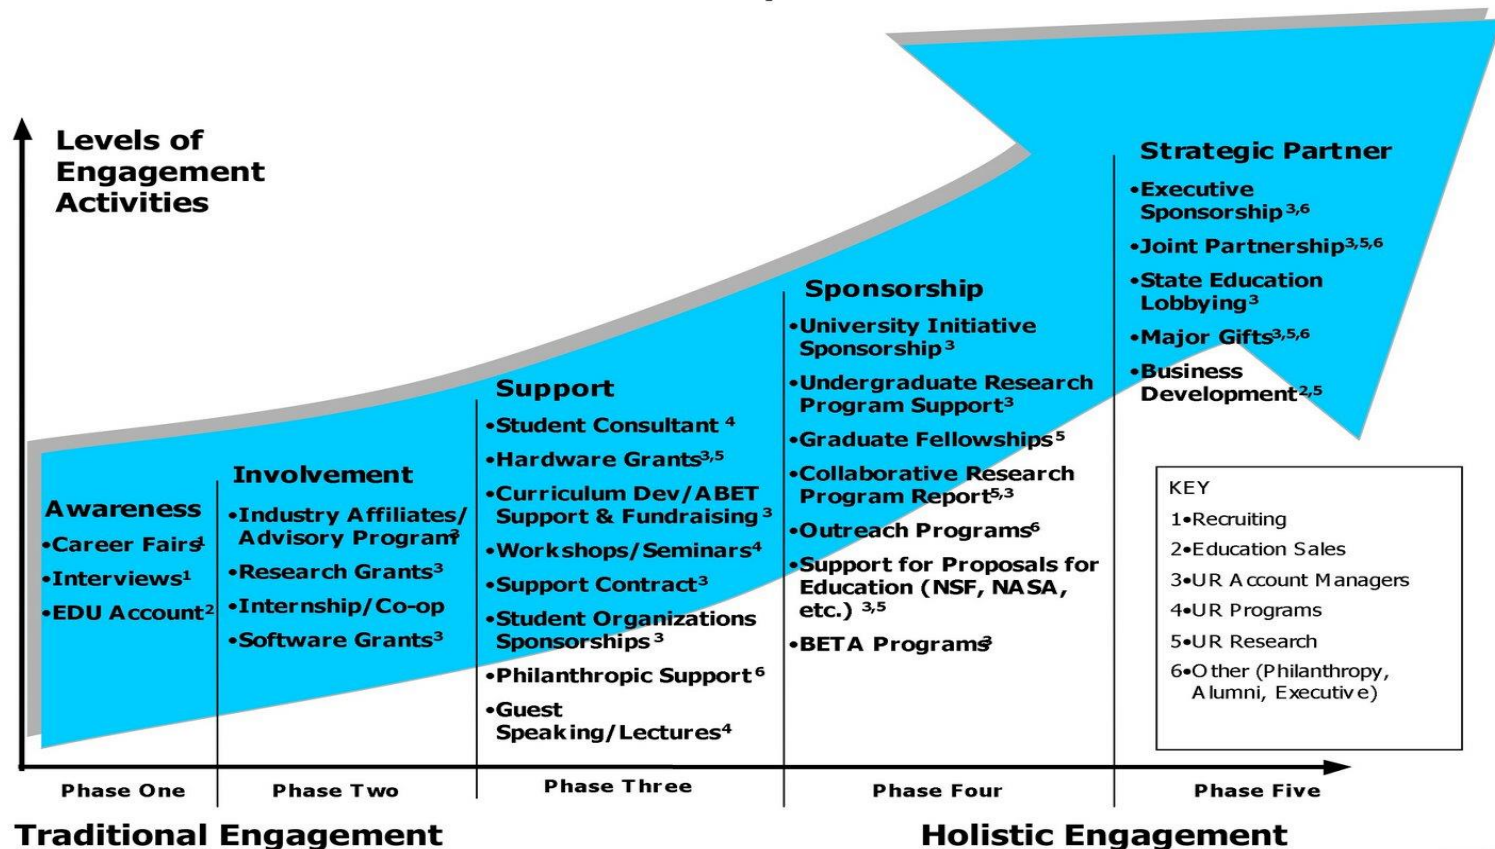 Levels of
Engagement
Activities
Awareness
•Career Fairs1
•Interviews1
•EDU Account2
Involvement
•Industry Affiliates/
Advisory Program3
•Research Grants3
•Internship/Co-op
•Software Grants3
Support
•Student Consultant 4
•Hardware Grants3,5
•Curriculum Dev/ABET
Support & Fundraising3
•Workshops/Seminars4
•Support Contract3
•Student Organizations
Sponsorships3
•Philanthropic Support6
•Guest
Speaking/Lectures4
Sponsorship
•University Initiative
Sponsorship3
•Undergraduate Research
Program Support3
•Graduate Fellowships5
•Collaborative Research
Program Report5,3
•Outreach Programs6
•Support for Proposals for
Education (NSF, NASA,
etc.) 3,5
•BETA Programs3
Strategic Partner
•Executive
Sponsorship3,6
•Joint Partnership3,5,6
•State Education
Lobbying3
•Major Gifts3,5,6
•Business
Development2,5
KEY
1•Recruiting
2•Education Sales
3•UR Account Managers
4•UR Programs
5•UR Research
6•Other (Philanthropy,
Alumni, Executive)
Phase One
Phase Two
Phase Three
Phase Four
Phase Five
Traditional Engagement
Holistic Engagement